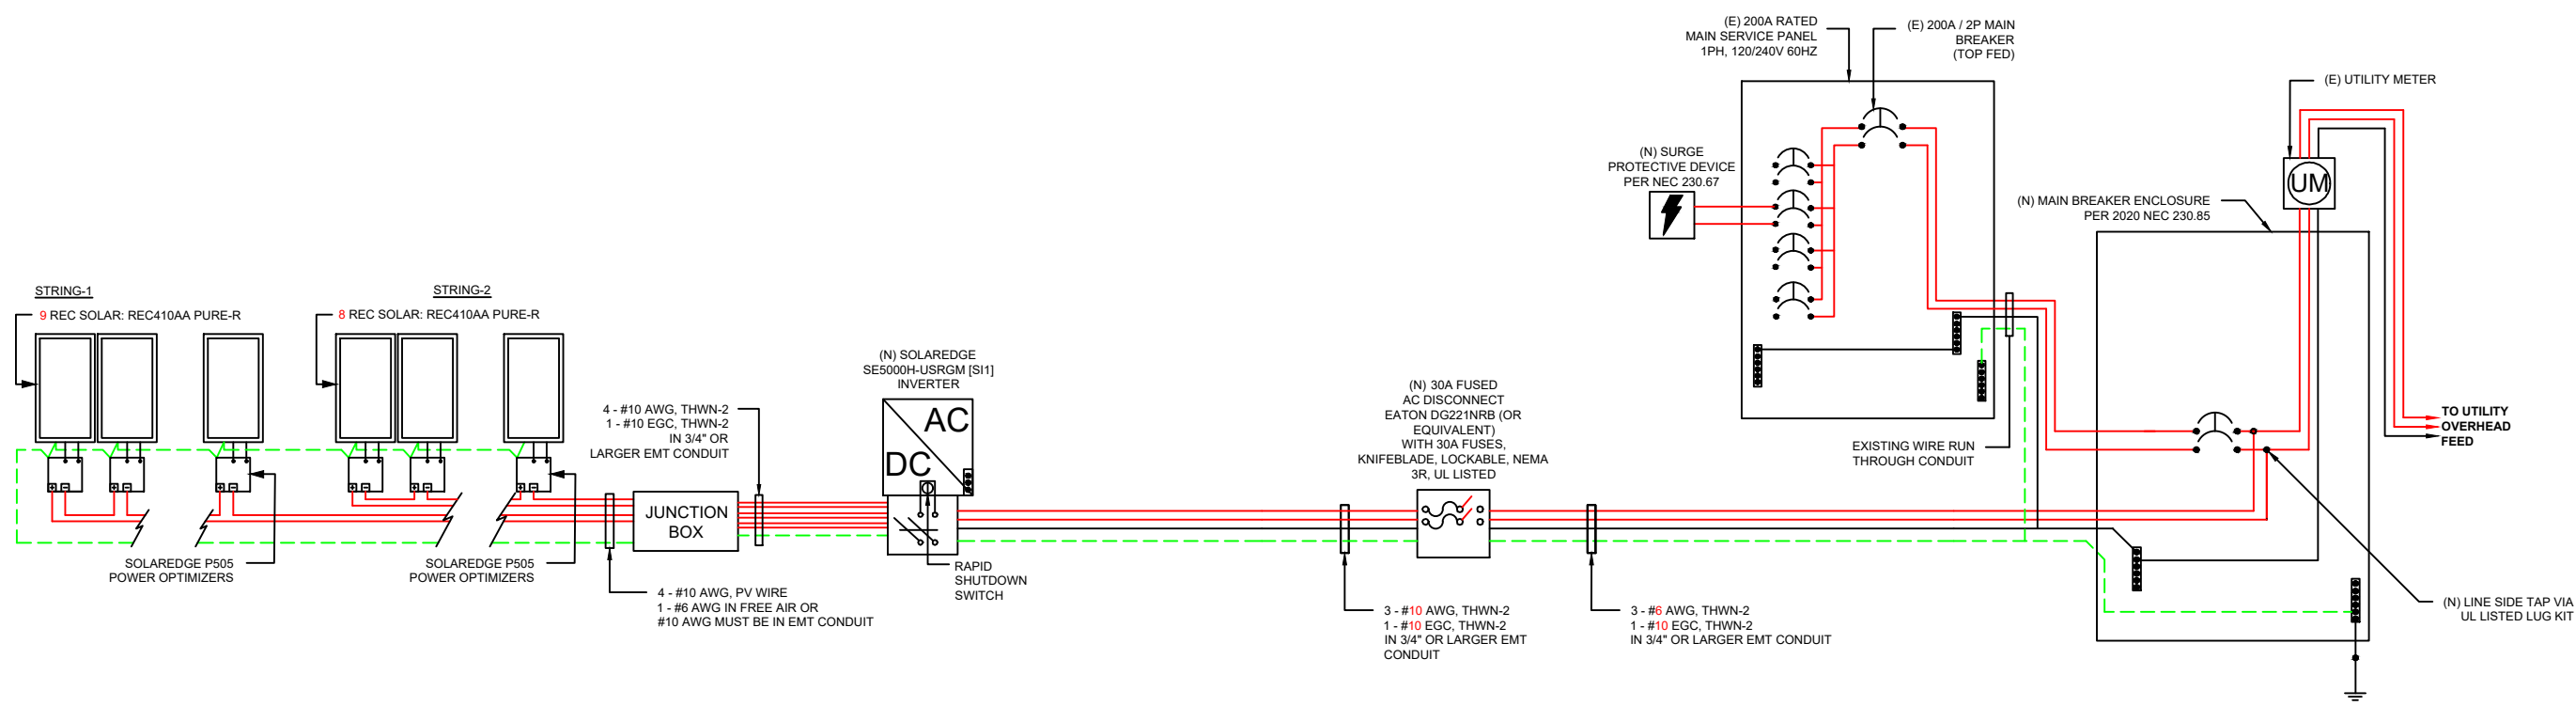 (E) 200A RATED
MAIN SERVICE PANEL
1PH, 120/240V 60HZ
(E) 200A / 2P MAIN
BREAKER
(TOP FED)
(E) UTILITY METER
(N) SURGE
PROTECTIVE DEVICE
PER NEC 230.67
UM
(N) MAIN BREAKER ENCLOSURE
PER 2020 NEC 230.85
STRING-1
9 REC SOLAR: REC410AA PURE-R
STRING-2
8 REC SOLAR: REC410AA PURE-R
(N) SOLAREDGE
SE5000H-USRGM [SI1]
INVERTER
AC
DC
4 - #10 AWG, THWN-2
1 - #10 EGC, THWN-2
IN 3/4" OR
LARGER EMT CONDUIT
(N) 30A FUSED
AC DISCONNECT
EATON DG221NRB (OR
EQUIVALENT)
WITH 30A FUSES,
KNIFEBLADE, LOCKABLE, NEMA
3R, UL LISTED
EXISTING WIRE RUN
THROUGH CONDUIT
TO UTILITY
OVERHEAD
FEED
JUNCTION
BOX
SOLAREDGE P505
POWER OPTIMIZERS
SOLAREDGE P505
POWER OPTIMIZERS
RAPID
SHUTDOWN
SWITCH
4 - #10 AWG, PV WIRE
1 - #6 AWG IN FREE AIR OR
#10 AWG MUST BE IN EMT CONDUIT
3 - #10 AWG, THWN-2
1 - #10 EGC, THWN-2
IN 3/4" OR LARGER EMT
CONDUIT
3 - #6 AWG, THWN-2
1 - #10 EGC, THWN-2
IN 3/4" OR LARGER EMT CONDUIT
(N) LINE SIDE TAP VIA
UL LISTED LUG KIT